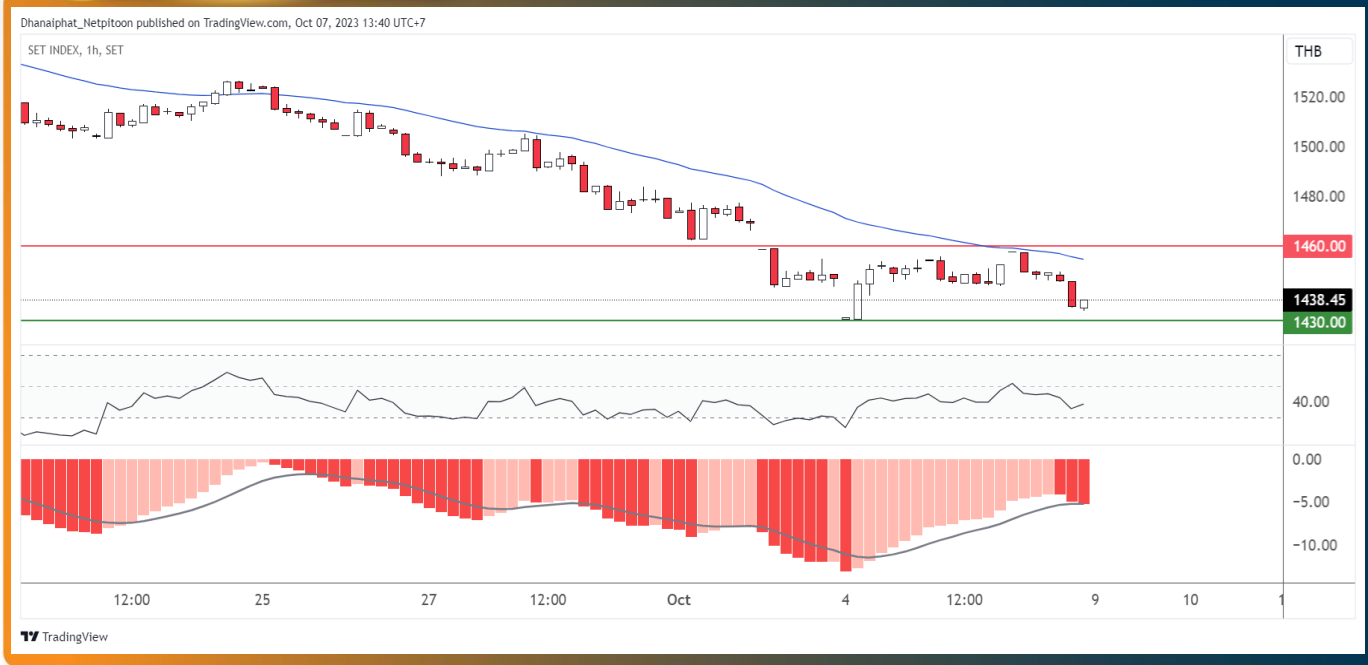 Dhanaiphat_Netpitoon published on TradingView.com, Oct 07, 2023 13:40 UTC+7
SET INDEX, 1h, SET
THB
1520.00
1500.00
1480.00
1460.00
1438.45
1430.00
40.00
0.00
−5.00
−10.00
12:00 25 27 12:00 Oct 4 12:00 9 10 1
TradingView